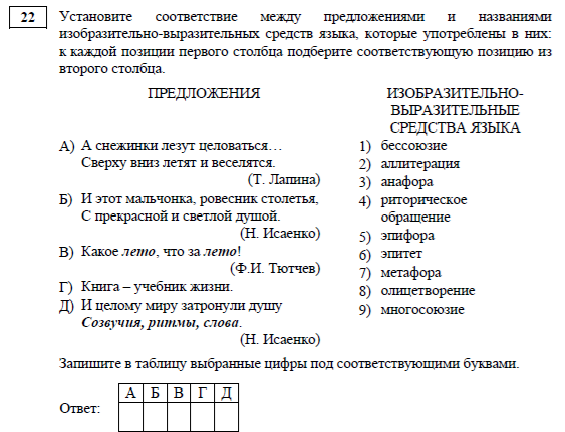 22 Установите соответствие между предложениями и названиями
изобразительно-выразительных средств языка, которые употреблены в них:
к каждой позиции первого столбца подберите соответствующую позицию из
второго столбца.
ПРЕДЛОЖЕНИЯ
А) А снежинки лезут целоваться…
Сверху вниз летят и веселятся.
(Т. Лапина)
Б) И этот мальчонка, ровесник столетья,
С прекрасной и светлой душой.
(Н. Исаенко)
В) Какое лето, что за лето!
(Ф.И. Тютчев)
Г) Книга – учебник жизни.
Д) И целому миру затронули душу
Созвучия, ритмы, слова.
(Н. Исаенко)
ИЗОБРАЗИТЕЛЬНО-
ВЫРАЗИТЕЛЬНЫЕ
СРЕДСТВА ЯЗЫКА
1) бессоюзие
2) аллитерация
3) анафора
4) риторическое
обращение
5) эпифора
6) эпитет
7) метафора
8) олицетворение
9) многосоюзие
Запишите в таблицу выбранные цифры под соответствующими буквами.
Ответ:
А Б В Г Д